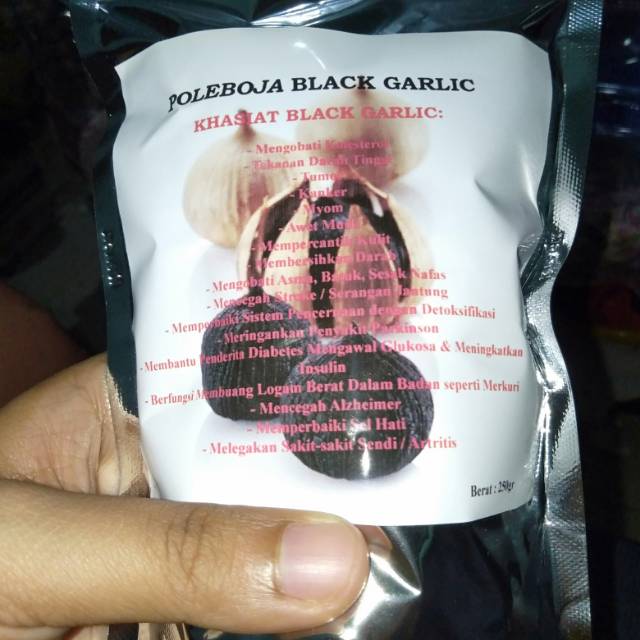 POLEBOJA BLACK GARLIC
KHASIAT BLACK GARLIC:
- Mengobati Kolesterol
- Tekanan Darah Tinggi
- Tumor
- Kanker
- Myom
- Awet Muda
- Mempercantik Kulit
- Membersihkan Darah
- Mengobati Asma, Batuk, Sesak Nafas
- Mencegah Stroke / Serangan Jantung
- Memperbaiki Sistem Pencernaan dengan Detoksifikasi
Meringankan Penyakit Parkinson
- Membantu Penderita Diabetes Mengawal Glukosa & Meningkatkan
Insulin
- Berfungsi Membuang Logam Berat Dalam Badan seperti Merkuri
- Mencegah Alzheimer
- Memperbaiki Sel Hati
- Melegakan Sakit-sakit Sendi / Artritis
Berat : 250gr